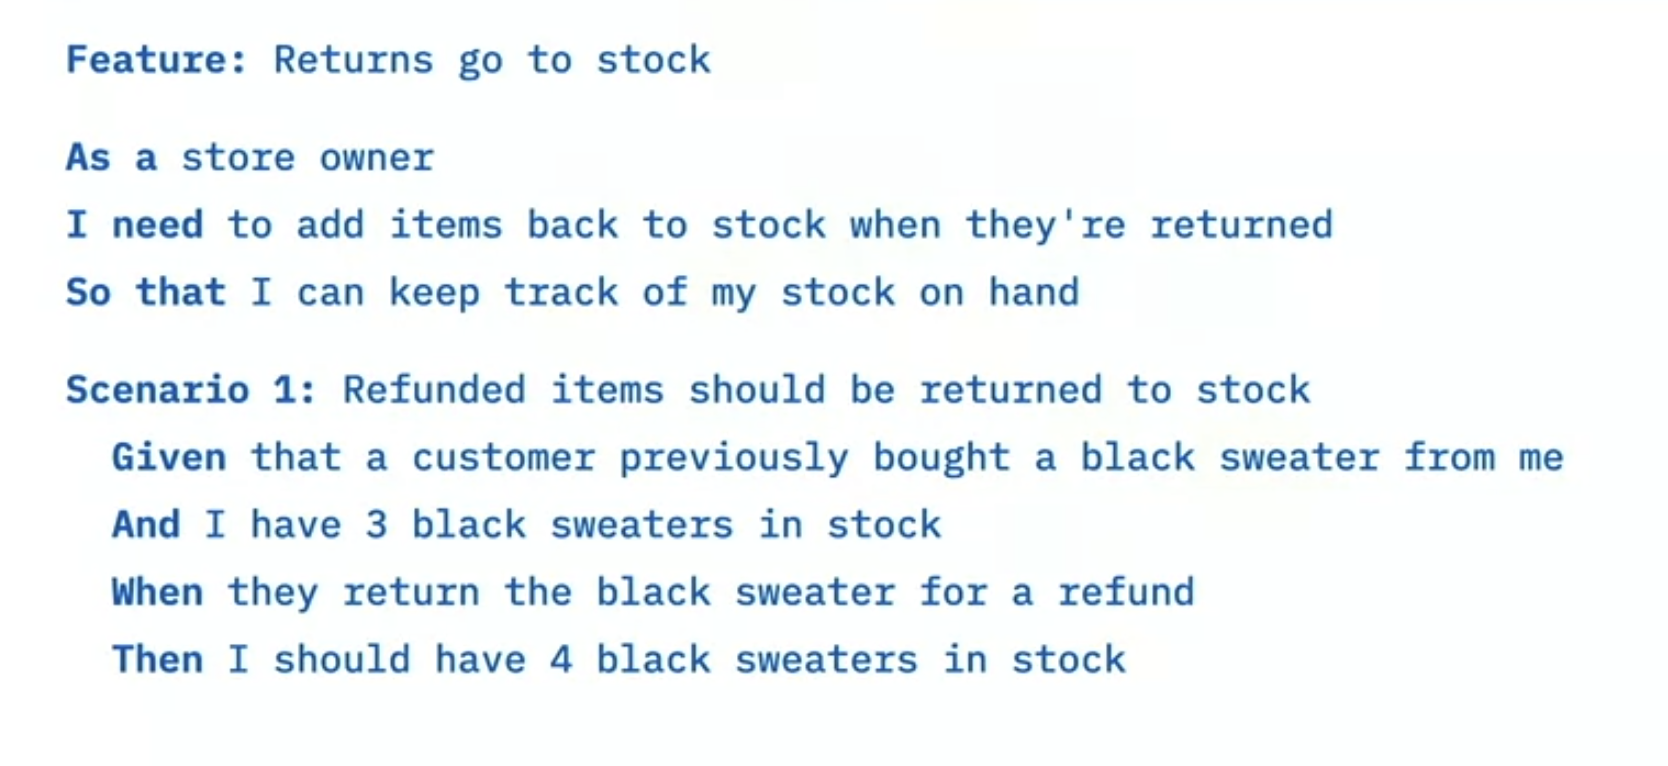 Feature: Returns go to stock
As a store owner
I need to add items back to stock when they're returned
So that I can keep track of my stock on hand
Scenario 1: Refunded items should be returned to stock
Given that a customer previously bought a black sweater from me
And I have 3 black sweaters in stock
When they return the black sweater for a refund
Then I should have 4 black sweaters in stock